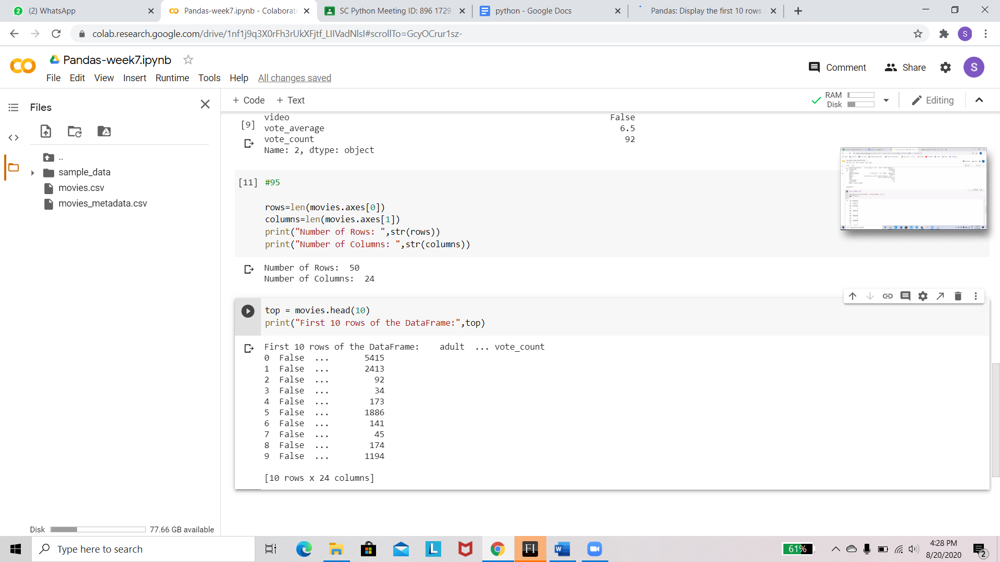 (2) WhatsApp
Pandas-week7.ipynb - Colaborato
SC Python Meeting ID: 896 1729
python - Google Docs
Pandas: Display the first 10 rows
colab.research.google.com/drive/1nf1j9q3X0rFh3rUkXFjtf_LIIVadNlsI#scrollTo=GcyOCrur1sz-
S
CO
Pandas-week7.ipynb
Comment
Share
S
File Edit View Insert Runtime Tools Help All changes saved
Files
+ Code + Text
RAM
Disk
Editing
..
sample_data
movies.csv
movies_metadata.csv
video False
[9]
vote_average 6.5
vote_count 92
Name: 2, dtype: object
[11] #95
rows=len(movies.axes[0])
columns=len(movies.axes[1])
print("Number of Rows: ",str(rows))
print("Number of Columns: ",str(columns))
Number of Rows:  50
Number of Columns:  24
top = movies.head(10)
print("First 10 rows of the DataFrame:",top)
First 10 rows of the DataFrame:    adult  ... vote_count
0  False  ...       5415
1  False  ...       2413
2  False  ...         92
3  False  ...         34
4  False  ...        173
5  False  ...       1886
6  False  ...        141
7  False  ...         45
8  False  ...        174
9  False  ...       1194
[10 rows x 24 columns]
Disk 77.66 GB available
Type here to search
L
FI
W
61%
4:28 PM
8/20/2020
2